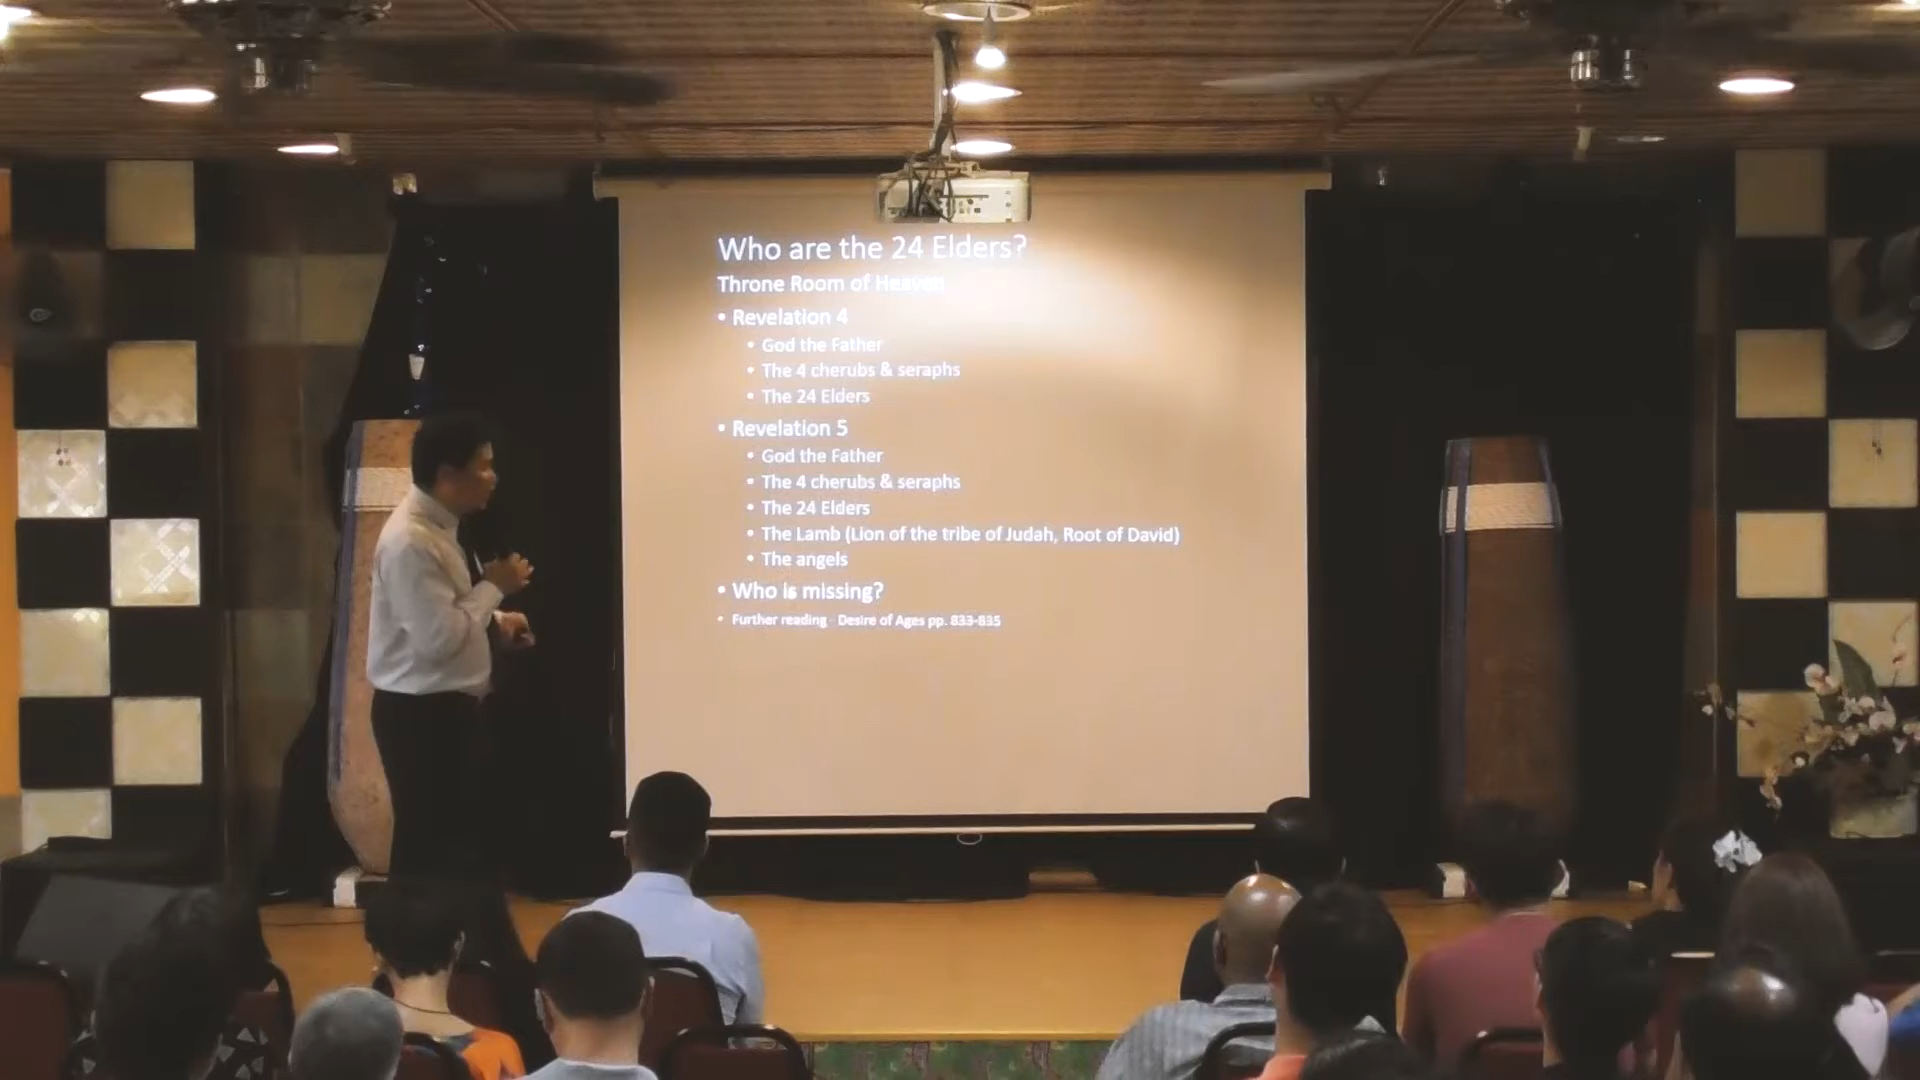 Who are the 24 Elders?
Throne Room of Heaven
• Revelation 4
• God the Father
• The 4 cherubs & seraphs
• The 24 Elders
• Revelation 5
• God the Father
• The 4 cherubs & seraphs
• The 24 Elders
• The Lamb (Lion of the tribe of Judah, Root of David)
• The angels
• Who is missing?
• Further reading - Desire of Ages pp. 833-835